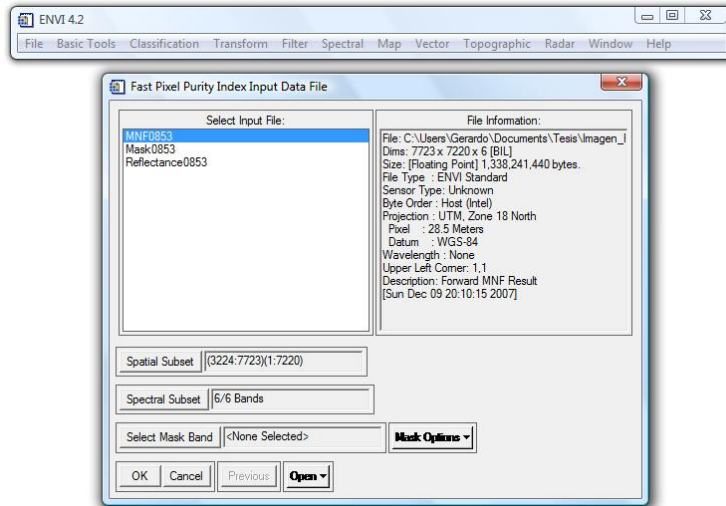 ENVI 4.2
File Basic Tools Classification Transform Filter Spectral Map Vector Topographic Radar Window Help
Fast Pixel Purity Index Input Data File
Select Input File:
MNF0853
Mask0853
Reflectance0853
File Information:
File: C:\Users\Gerardo\Documents\Tesis\Imagen_
Dims: 7723 x 7220 x 6 [BIL]
Size: [Floating Point] 1,338,241,440 bytes.
File Type : ENVI Standard
Sensor Type: Unknown
Byte Order : Host (Intel)
Projection : UTM, Zone 18 North
Pixel : 28.5 Meters
Datum : WGS-84
Wavelength : None
Upper Left Corner: 1,1
Description: Forward MNF Result
[Sun Dec 09 20:10:15 2007]
Spatial Subset (3224:7723)(1:7220)
Spectral Subset 6/6 Bands
Select Mask Band <None Selected> Mask Options
OK Cancel Previous Open